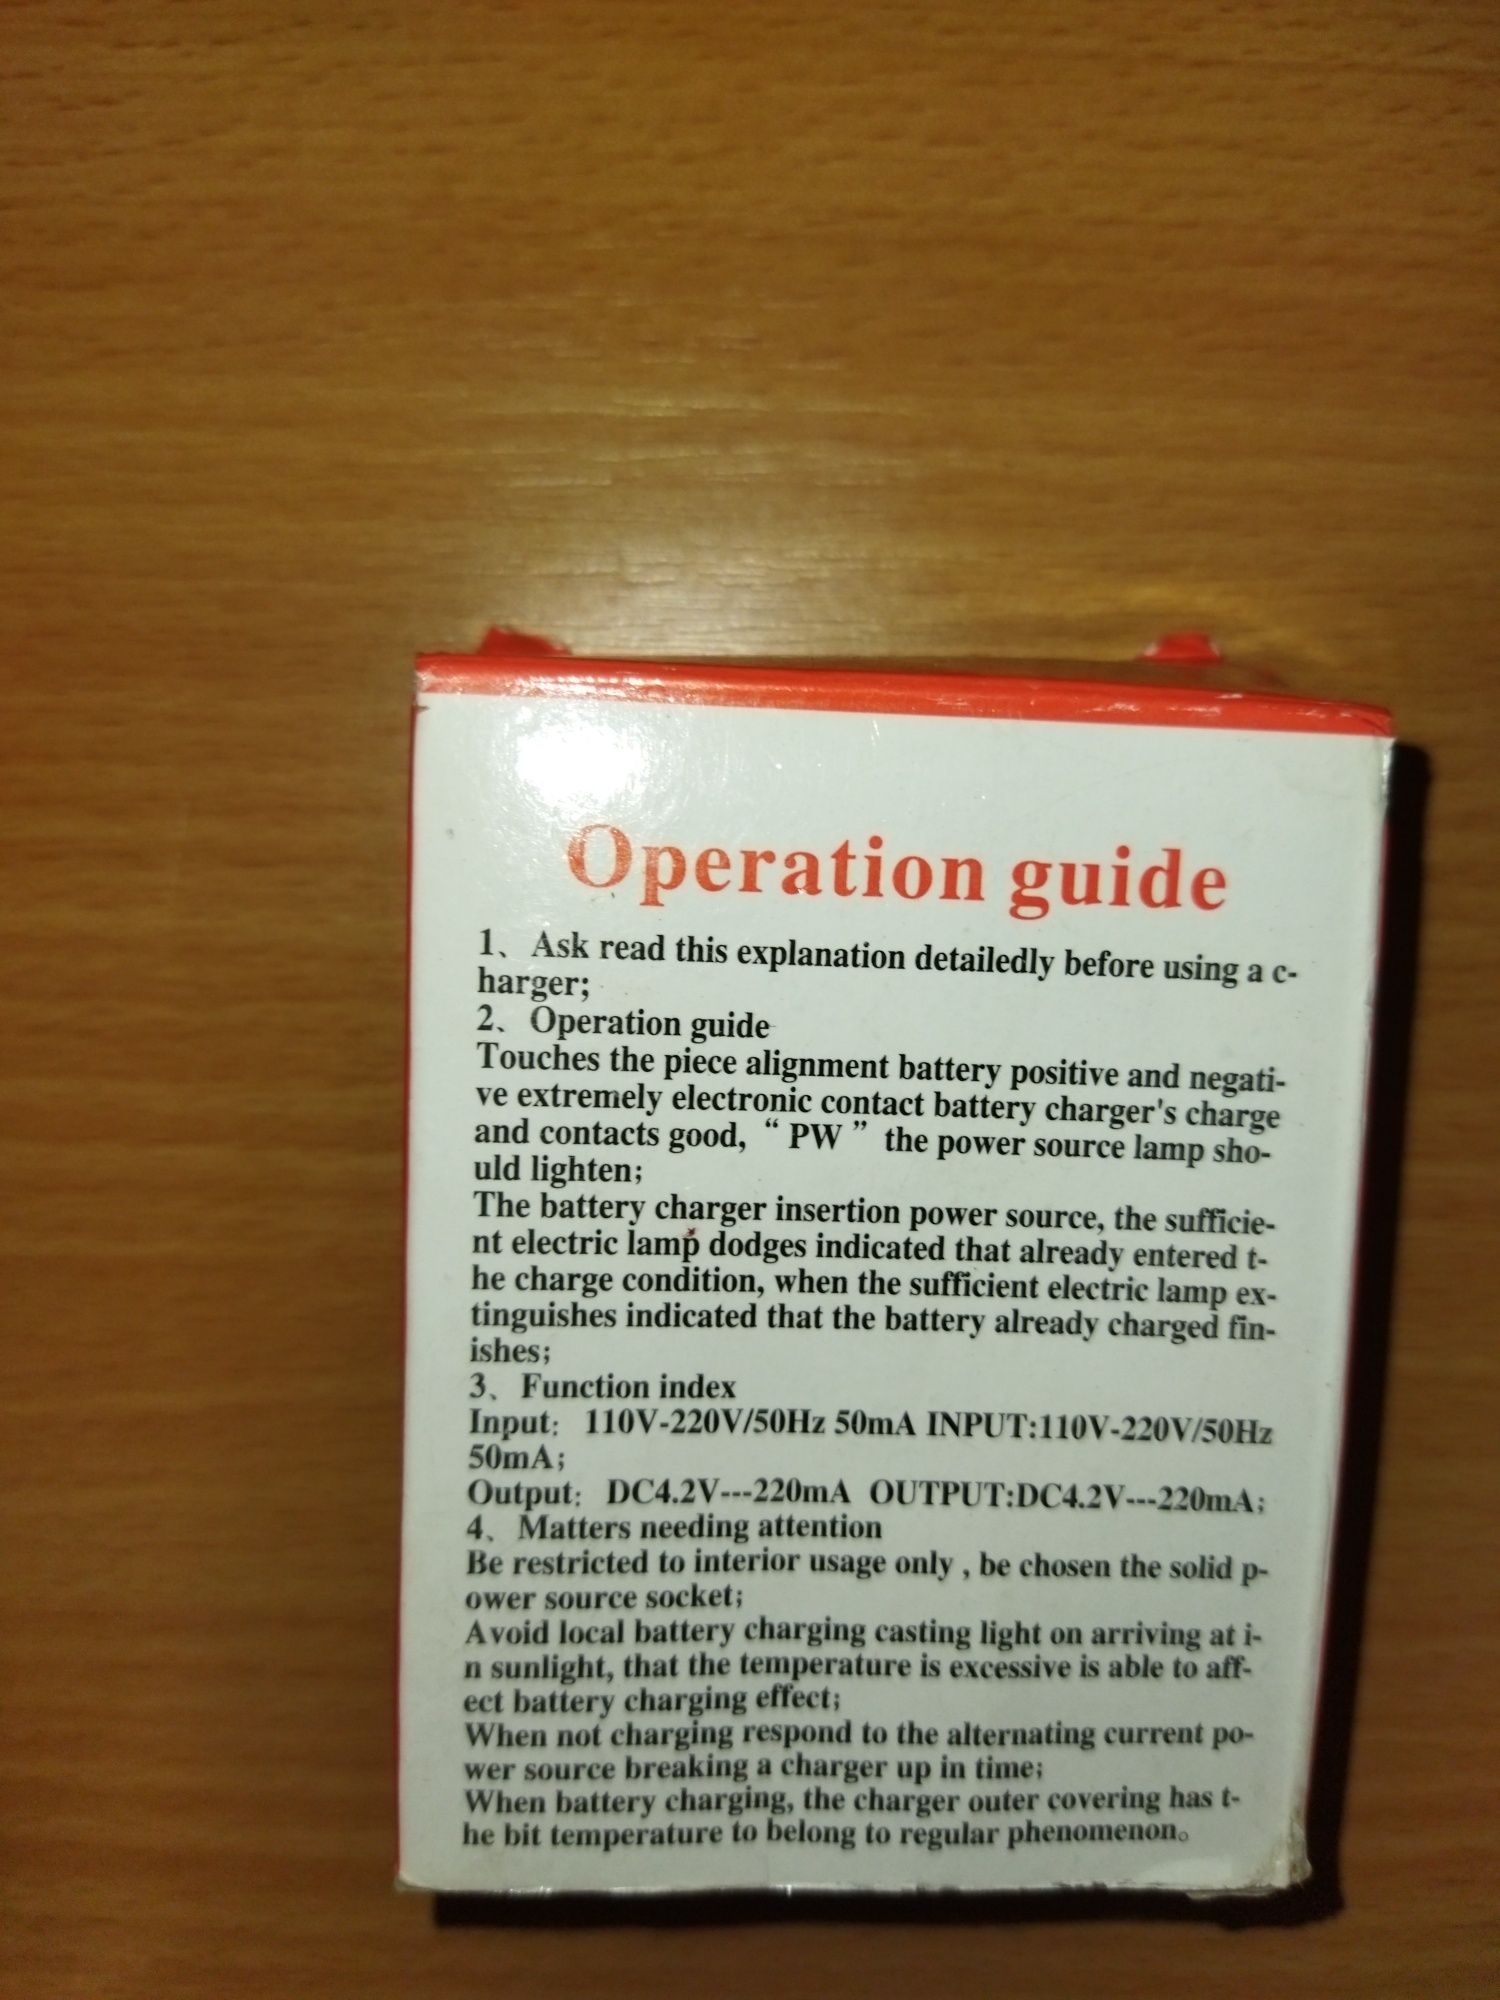 Operation guide
1、Ask read this explanation detailedly before using a c-
harger;
2、Operation guide
Touches the piece alignment battery positive and negati-
ve extremely electronic contact battery charger's charge
and contacts good, “ PW ” the power source lamp sho-
uld lighten;
The battery charger insertion power source, the sufficie-
nt electric lamp dodges indicated that already entered t-
he charge condition, when the sufficient electric lamp ex-
tinguishes indicated that the battery already charged fin-
ishes;
3、Function index
Input: 110V-220V/50Hz 50mA INPUT:110V-220V/50Hz
50mA;
Output: DC4.2V---220mA OUTPUT:DC4.2V---220mA;
4、Matters needing attention
Be restricted to interior usage only , be chosen the solid p-
ower source socket;
Avoid local battery charging casting light on arriving at i-
n sunlight, that the temperature is excessive is able to aff-
ect battery charging effect;
When not charging respond to the alternating current po-
wer source breaking a charger up in time;
When battery charging, the charger outer covering has t-
he bit temperature to belong to regular phenomenon。